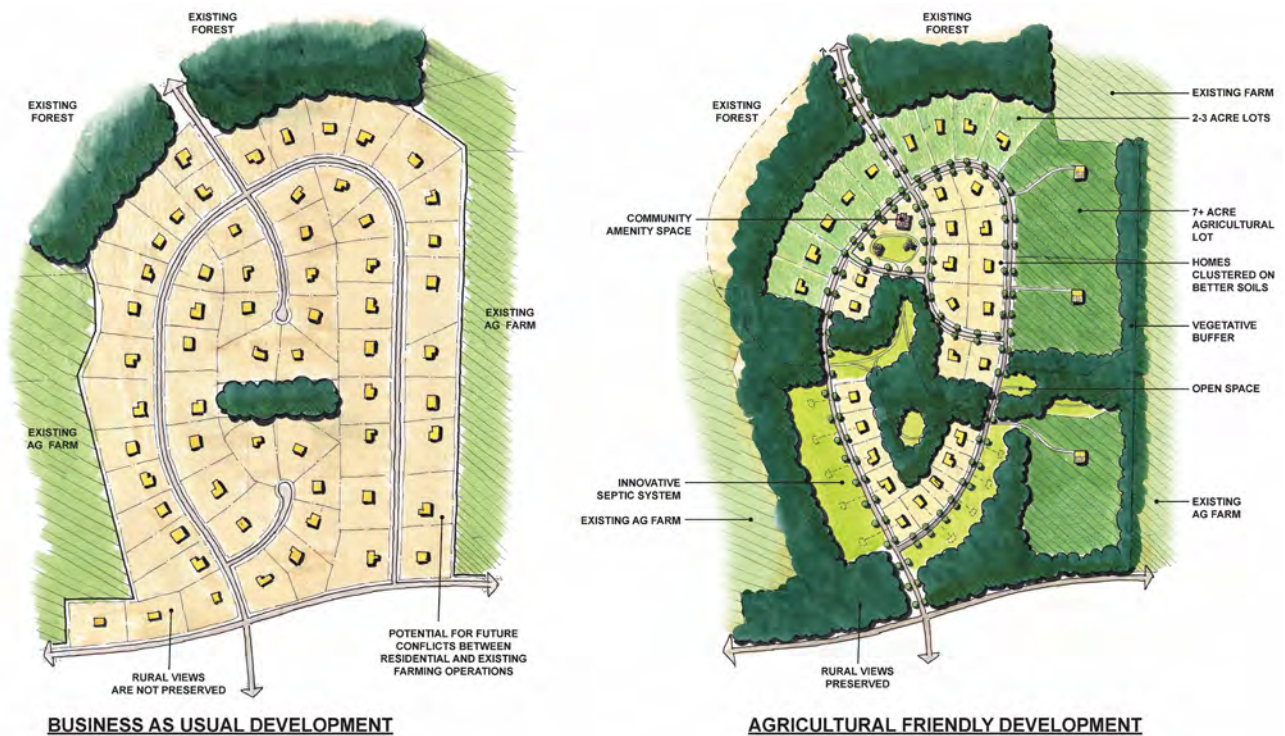 EXISTING
FOREST
EXISTING
FOREST
EXISTING
AG FARM
EXISTING
AG FARM
RURAL VIEWS
ARE NOT PRESERVED
POTENTIAL FOR FUTURE
CONFLICTS BETWEEN
RESIDENTIAL AND EXISTING
FARMING OPERATIONS
BUSINESS AS USUAL DEVELOPMENT
EXISTING
FOREST
EXISTING
FOREST
EXISTING FARM
2-3 ACRE LOTS
COMMUNITY
AMENITY SPACE
7+ ACRE
AGRICULTURAL
LOT
HOMES
CLUSTERED ON
BETTER SOILS
VEGETATIVE
BUFFER
OPEN SPACE
INNOVATIVE
SEPTIC SYSTEM
EXISTING AG FARM
EXISTING
AG FARM
RURAL VIEWS
PRESERVED
AGRICULTURAL FRIENDLY DEVELOPMENT